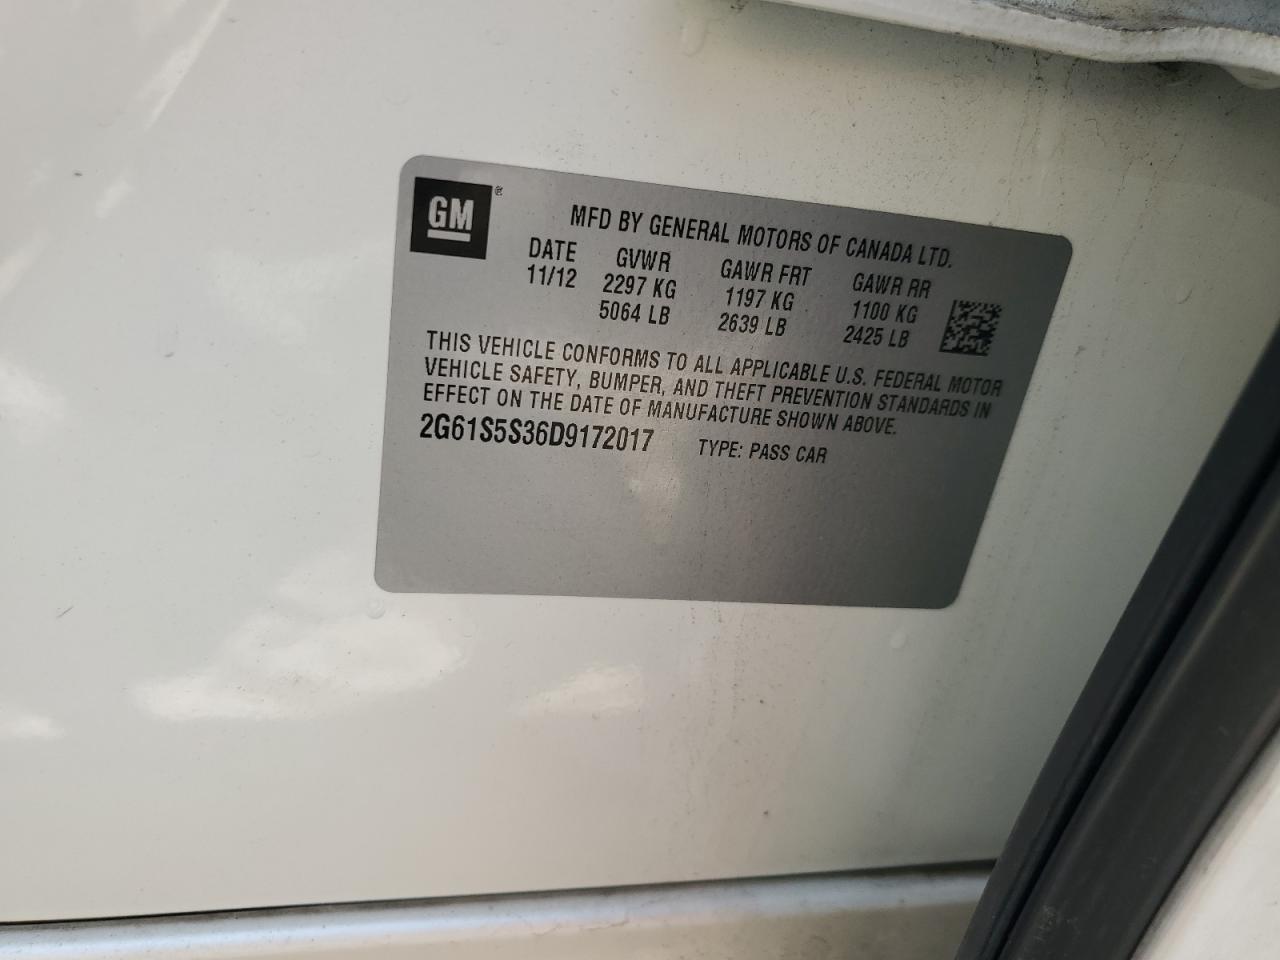 GM®
MFD BY GENERAL MOTORS OF CANADA LTD.
DATE GVWR GAWR FRT GAWR RR
11/12 2297 KG 1197 KG 1100 KG
5064 LB 2639 LB 2425 LB
THIS VEHICLE CONFORMS TO ALL APPLICABLE U.S. FEDERAL MOTOR
VEHICLE SAFETY, BUMPER, AND THEFT PREVENTION STANDARDS IN
EFFECT ON THE DATE OF MANUFACTURE SHOWN ABOVE.
2G61S5S36D9172017 TYPE: PASS CAR